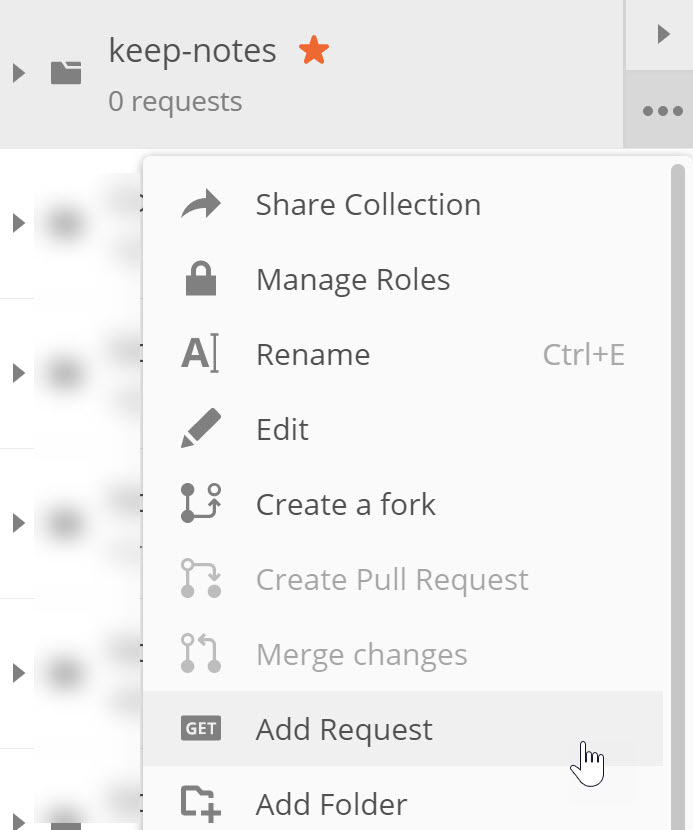 keep-notes
0 requests
Share Collection
Manage Roles
Rename Ctrl+E
Edit
Create a fork
Create Pull Request
Merge changes
GET Add Request
Add Folder